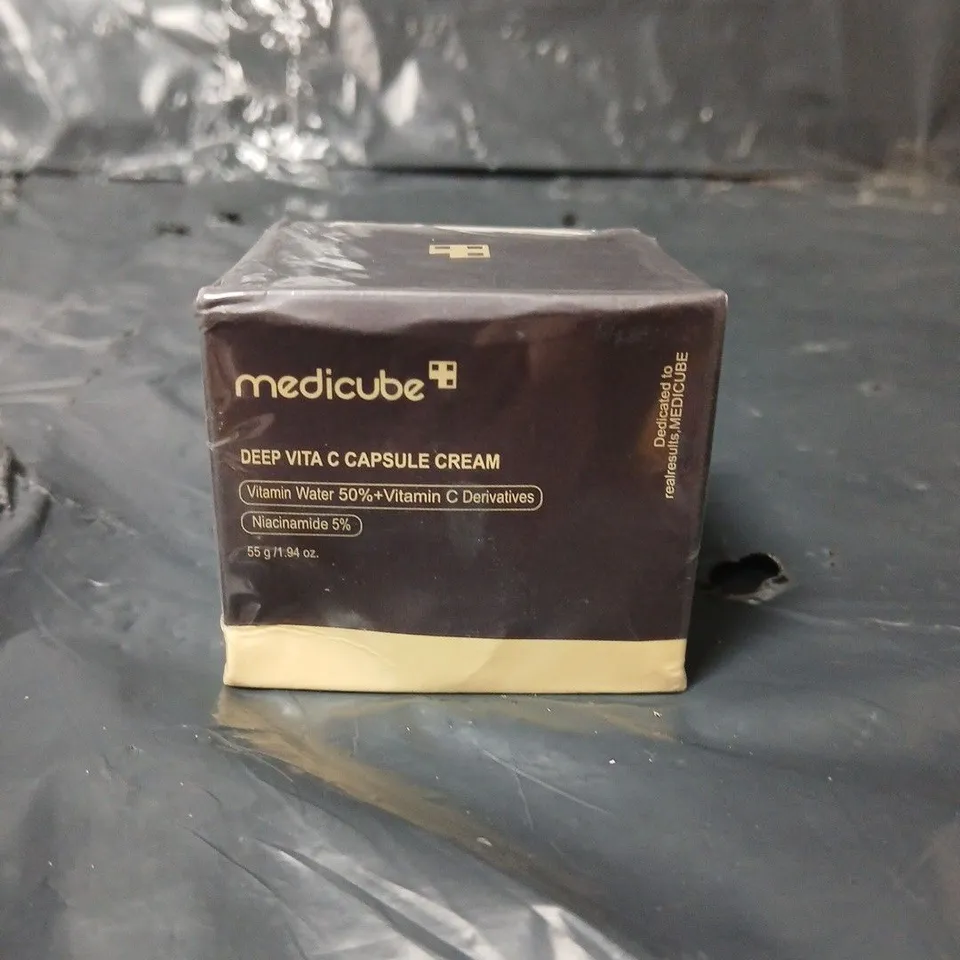 medicube
DEEP VITA C CAPSULE CREAM
Vitamin Water 50%+Vitamin C Derivatives
Niacinamide 5%
55 g /1.94 oz.
Dedicated to
realresults,MEDICUBE